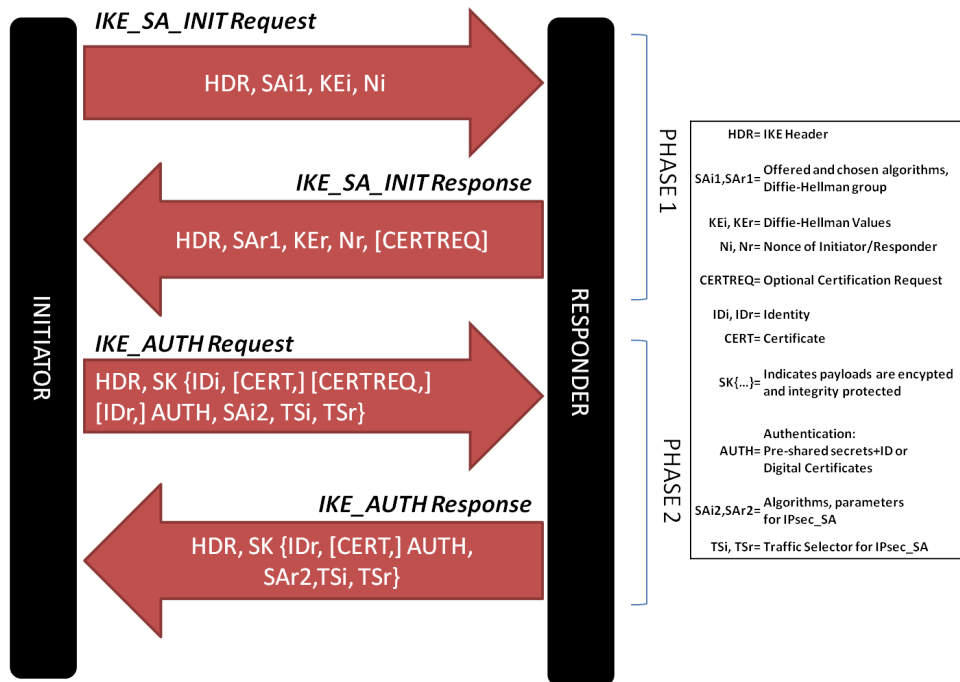 IKE_SA_INIT Request
HDR, SAi1, KEi, Ni
IKE_SA_INIT Response
HDR, SAr1, KEr, Nr, [CERTREQ]
IKE_AUTH Request
HDR, SK {IDi, [CERT,] [CERTREQ,]
[IDr,] AUTH, SAi2, TSi, TSr}
IKE_AUTH Response
HDR, SK {IDr, [CERT,] AUTH,
SAr2,TSi, TSr}
INITIATOR
RESPONDER
PHASE 1
PHASE 2
HDR= IKE Header
SAi1,SAr1= Offered and chosen algorithms,
Diffie-Hellman group
KEi, KEr= Diffie-Hellman Values
Ni, Nr= Nonce of Initiator/Responder
CERTREQ= Optional Certification Request
IDi, IDr= Identity
CERT= Certificate
SK{...}= Indicates payloads are encypted
and integrity protected
Authentication:
AUTH= Pre-shared secrets+ID or
Digital Certificates
SAi2,SAr2= Algorithms, parameters
for IPsec_SA
TSi, TSr= Traffic Selector for IPsec_SA